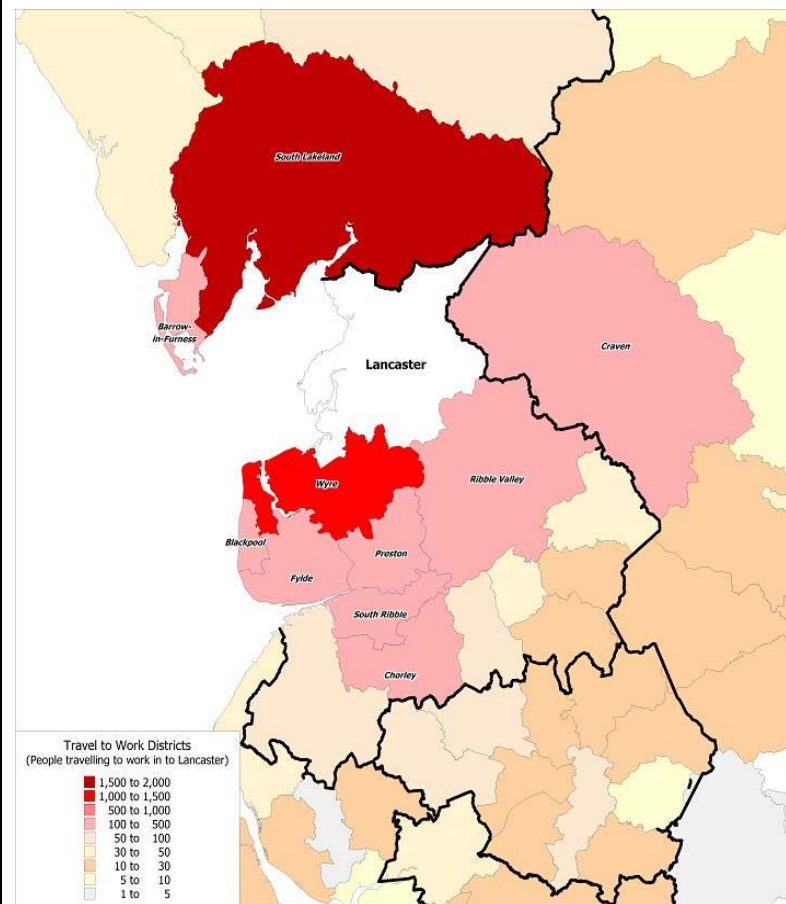 South Lakeland
Barrow-
in-Furness
Craven
Lancaster
Wyre
Ribble Valley
Blackpool
Preston
Fylde
South Ribble
Chorley
Travel to Work Districts
(People travelling to work in to Lancaster)
1,500 to 2,000
1,000 to 1,500
500 to 1,000
100 to 500
50 to 100
30 to 50
10 to 30
5 to 10
1 to 5